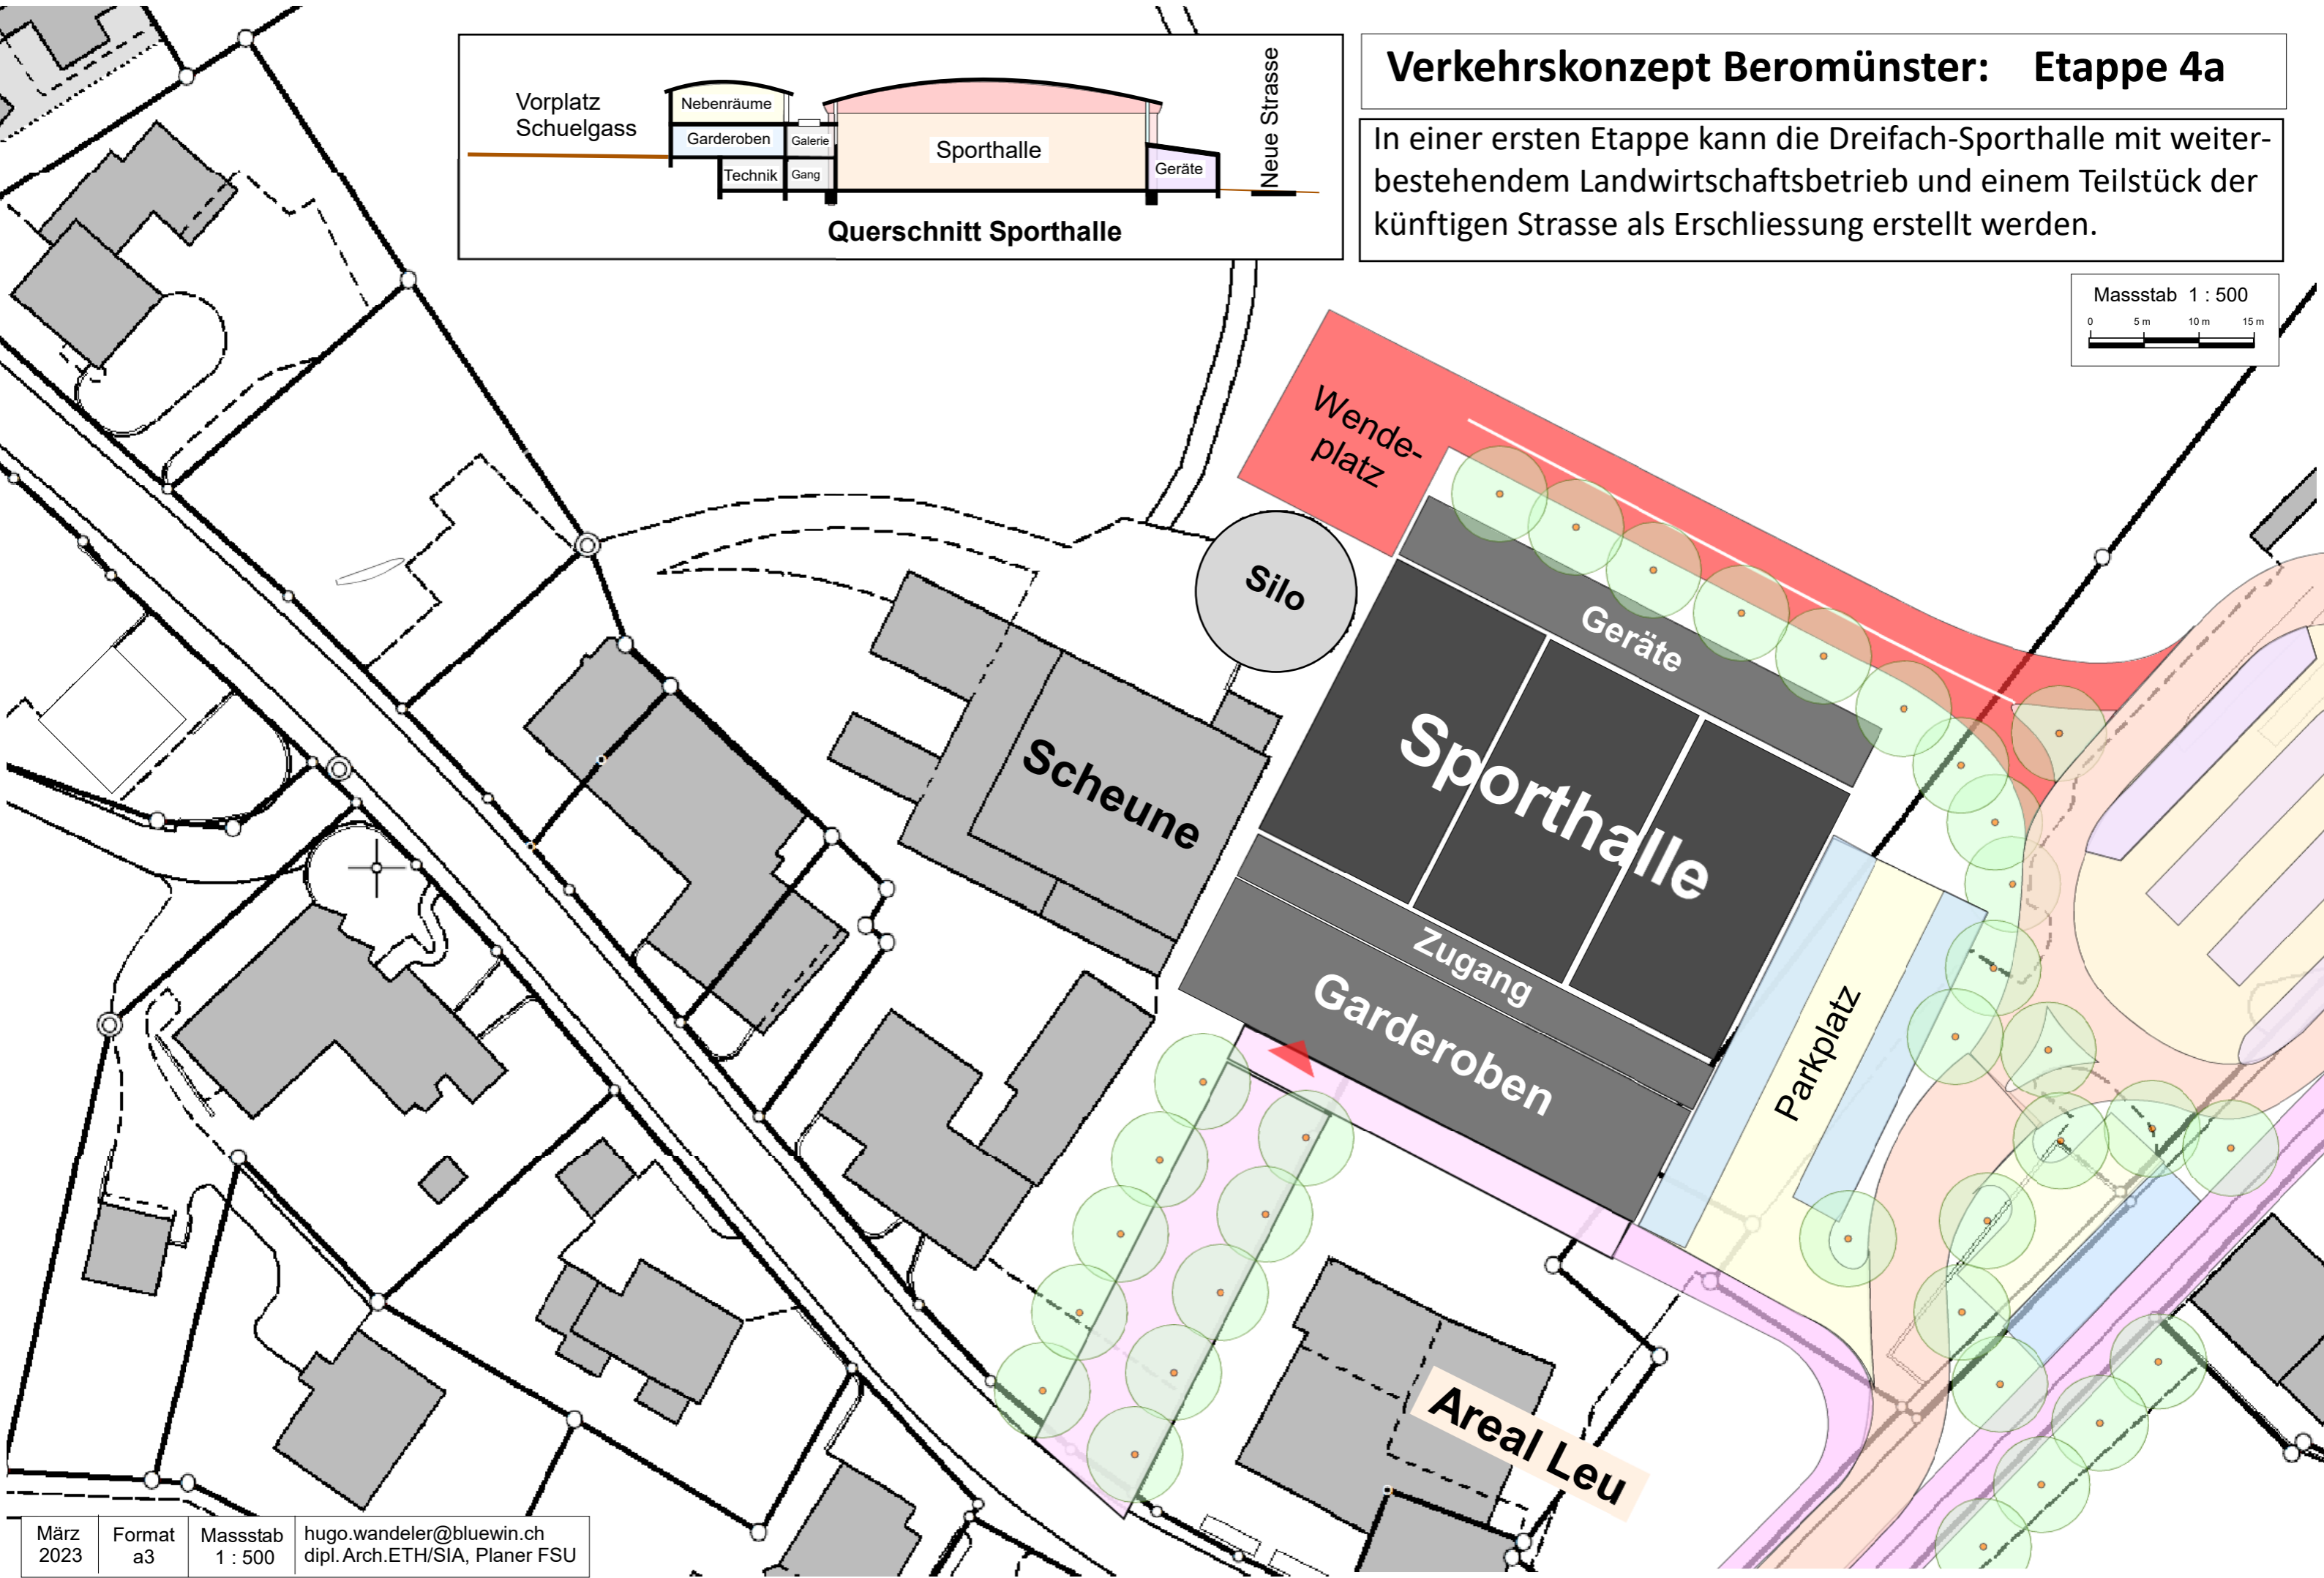 Vorplatz
Schuelgass
Nebenräume
Garderoben
Galerie
Technik
Gang
Sporthalle
Geräte
Neue Strasse
Querschnitt Sporthalle
Verkehrskonzept Beromünster: Etappe 4a
In einer ersten Etappe kann die Dreifach-Sporthalle mit weiter-
bestehendem Landwirtschaftsbetrieb und einem Teilstück der
künftigen Strasse als Erschliessung erstellt werden.
Massstab 1 : 500
0 5 m 10 m 15 m
Wende-
platz
Silo
Geräte
Scheune
Sporthalle
Zugang
Garderoben
Parkplatz
Areal Leu
März
2023
Format
a3
Massstab
1 : 500
hugo.wandeler@bluewin.ch
dipl. Arch.ETH/SIA, Planer FSU